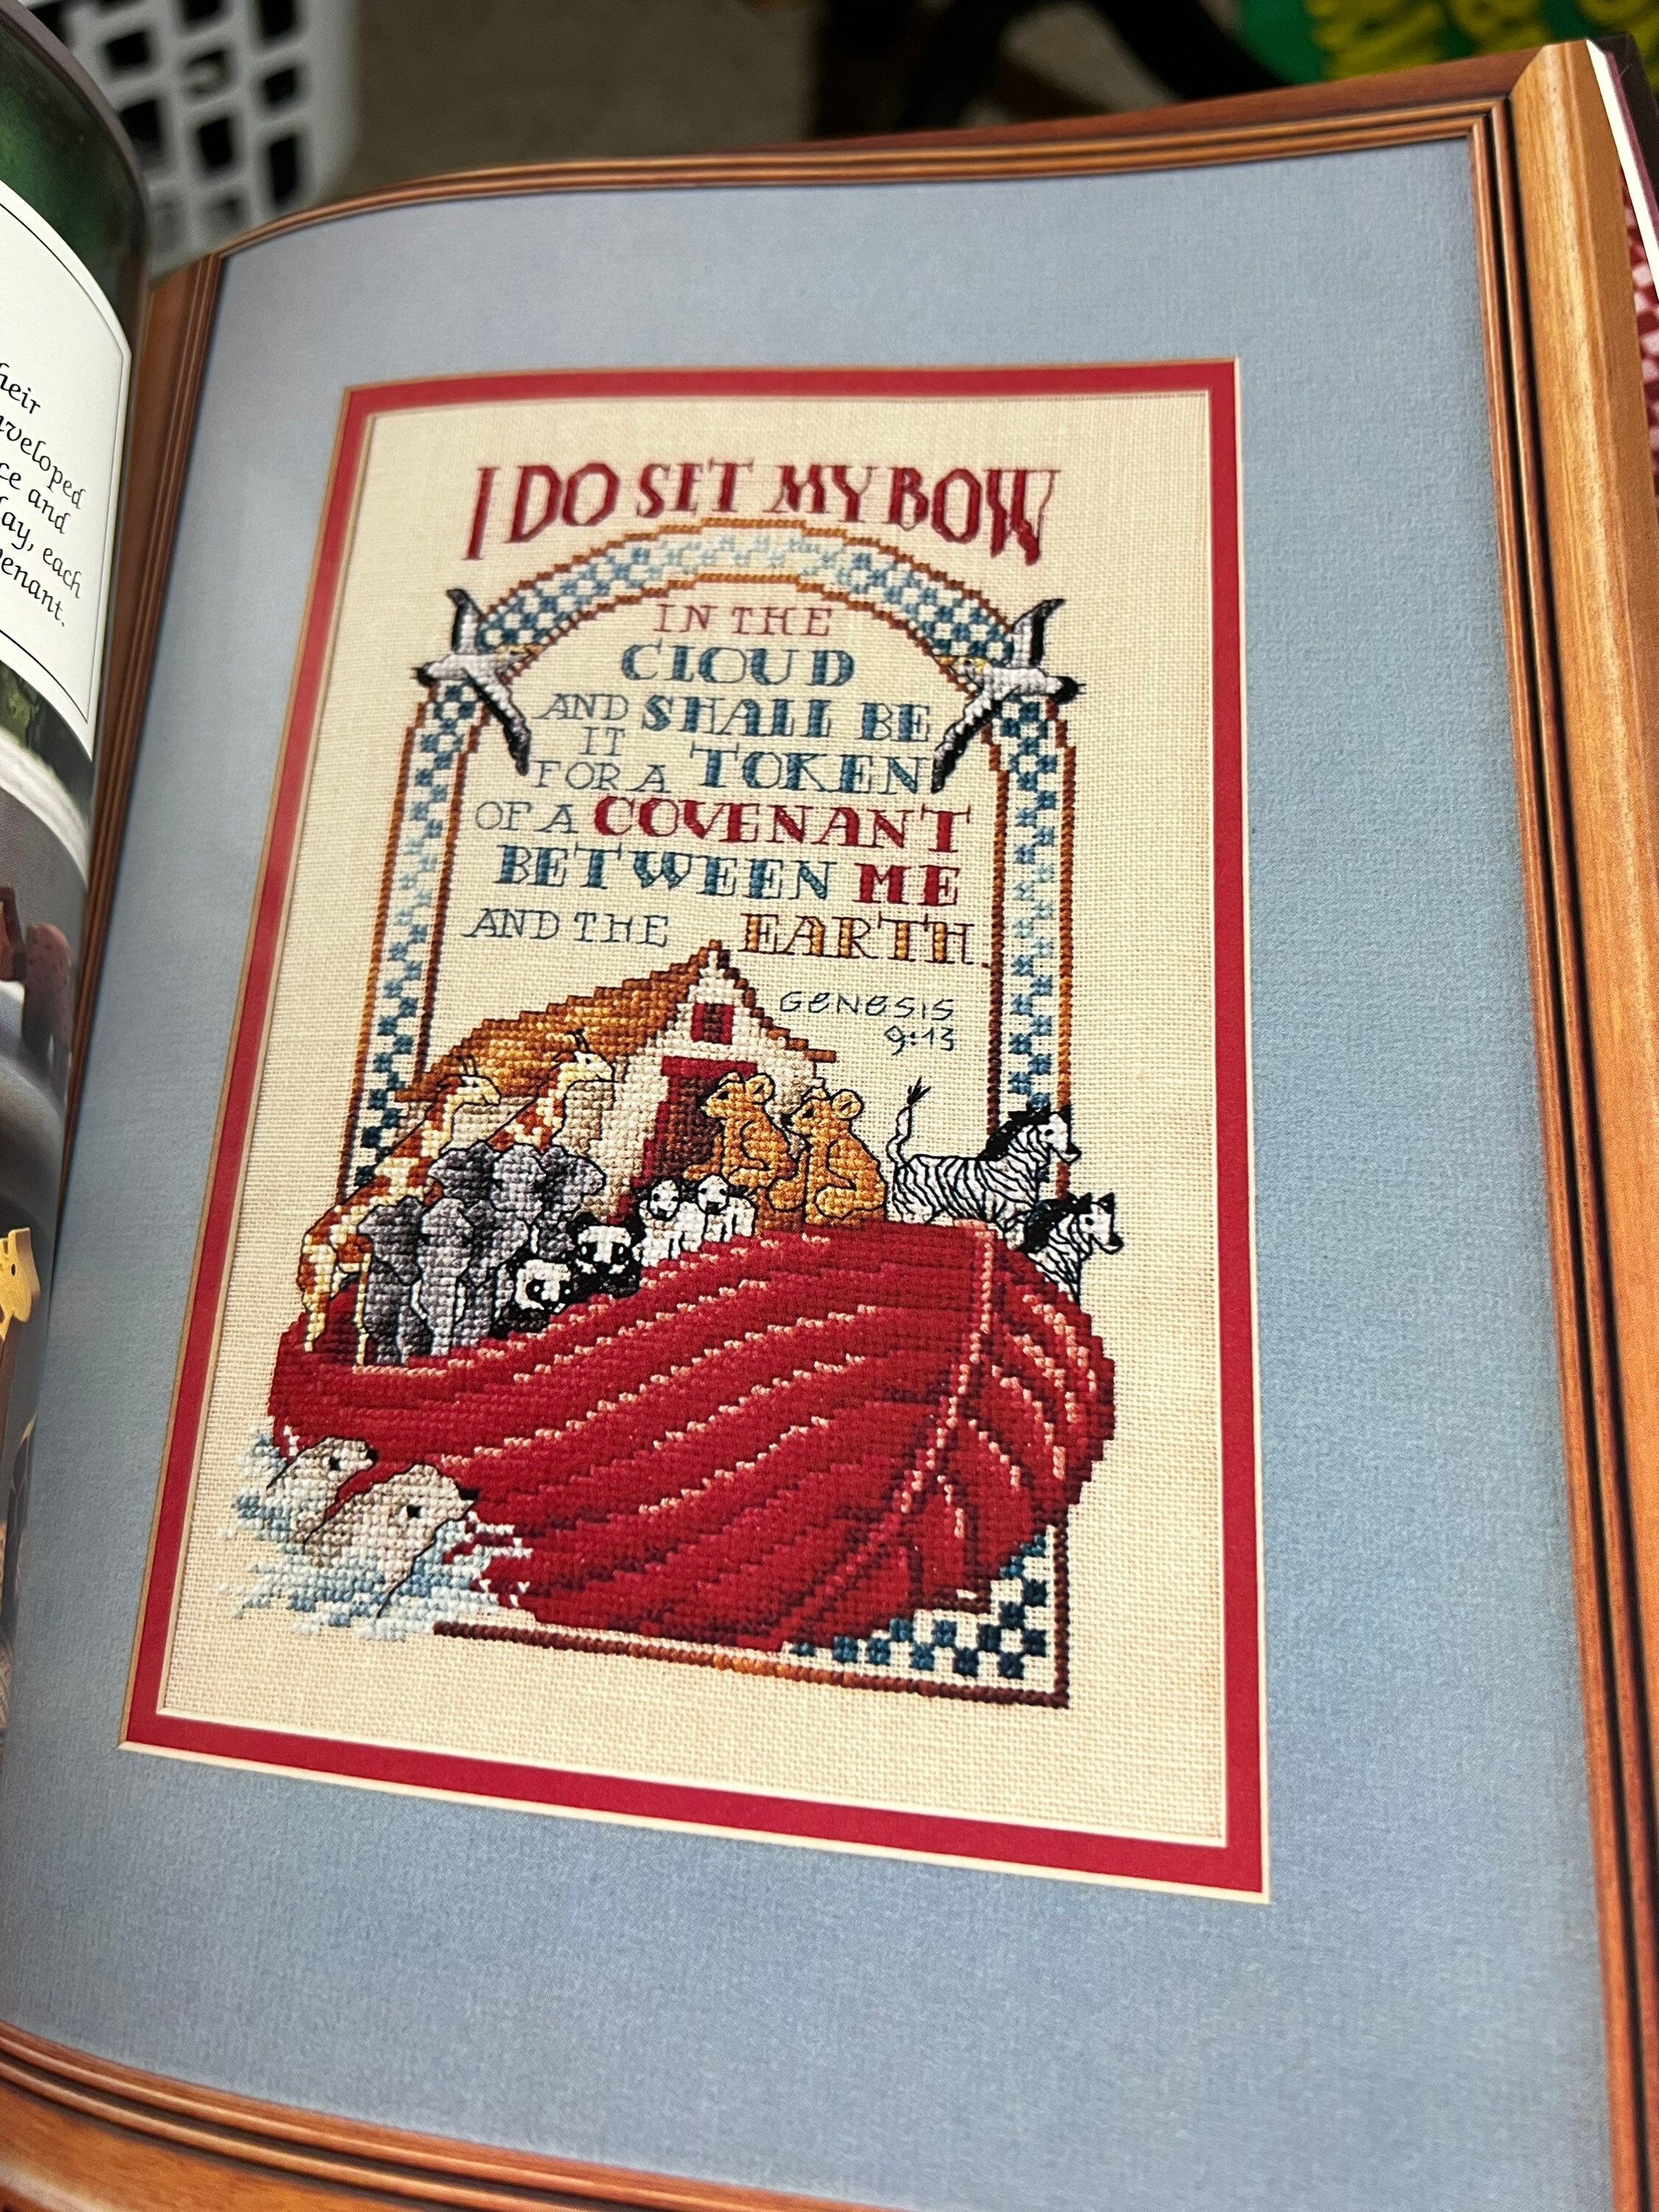 heir
veloped
ce and
ay, each
enant.
I DO SET MY BOW
IN THE
CLOUD
AND SHALL BE
IT
FOR A TOKEN
OF A COVENANT
BETWEEN ME
AND THE EARTH.
GENESIS
9:13